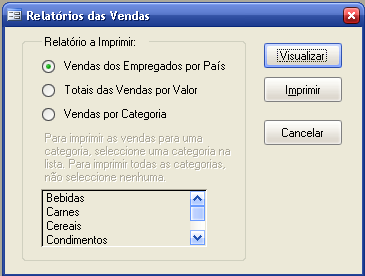 Relatórios das Vendas
Relatório a Imprimir:
Vendas dos Empregados por País
Totais das Vendas por Valor
Vendas por Categoria
Para imprimir as vendas para uma
categoria, seleccione uma categoria na
lista. Para imprimir todas as categorias,
não seleccione nenhuma.
Bebidas
Carnes
Cereais
Condimentos
Visualizar
Imprimir
Cancelar